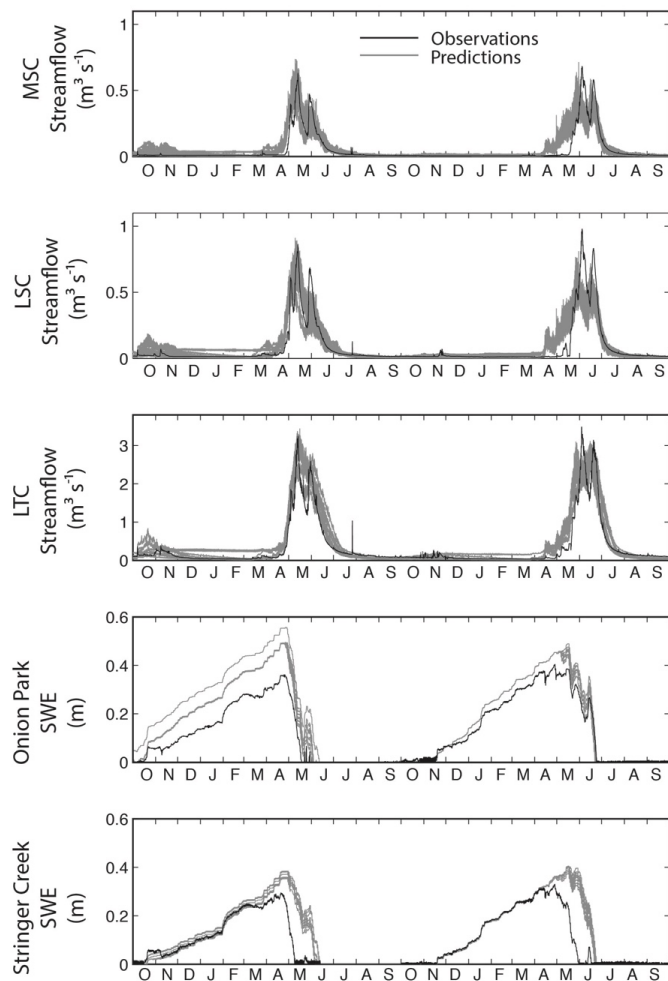 1
0.5
0
MSC
Streamflow
(m³ s⁻¹)
Observations
Predictions
O N D J F M A M J J A S O N D J F M A M J J A S
1
0.5
0
LSC
Streamflow
(m³ s⁻¹)
O N D J F M A M J J A S O N D J F M A M J J A S
3
2
1
0
LTC
Streamflow
(m³ s⁻¹)
O N D J F M A M J J A S O N D J F M A M J J A S
0.6
0.4
0.2
0
Onion Park
SWE
(m)
O N D J F M A M J J A S O N D J F M A M J J A S
0.6
0.4
0.2
0
Stringer Creek
SWE
(m)
O N D J F M A M J J A S O N D J F M A M J J A S